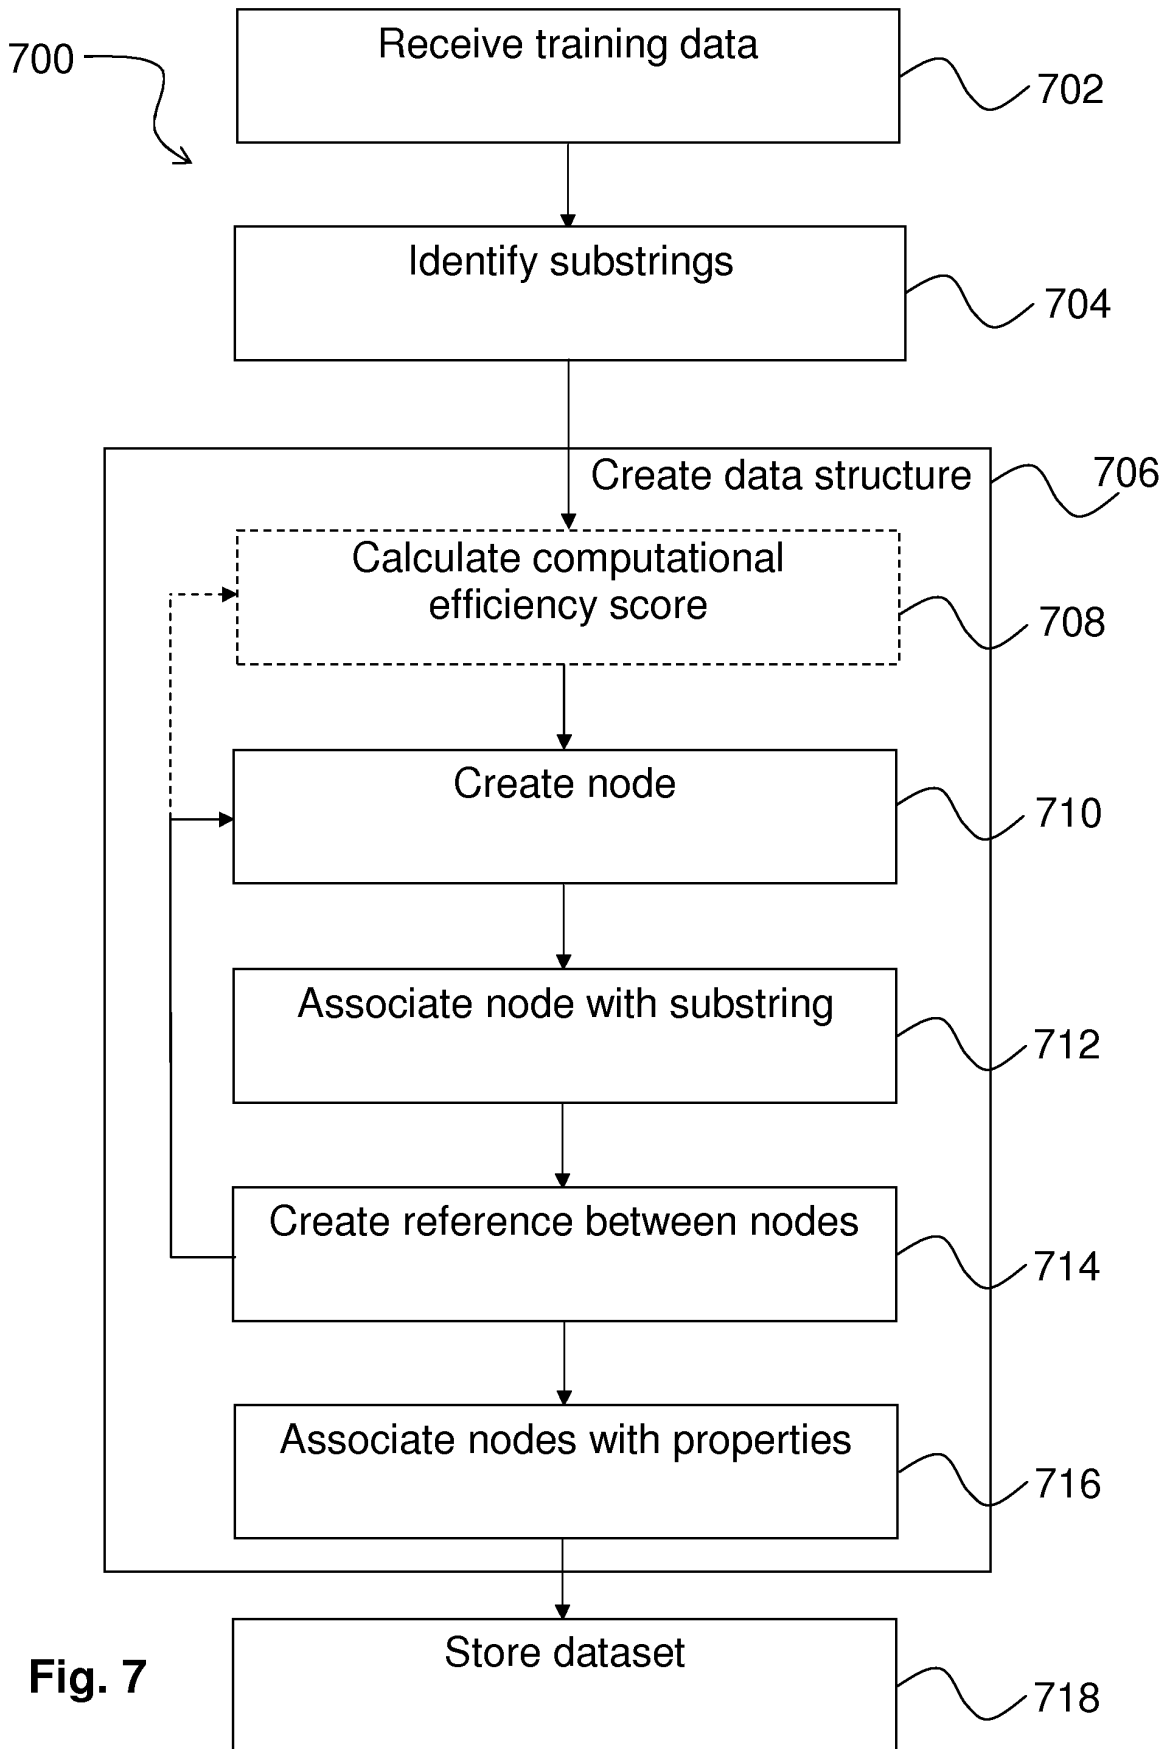 700
Receive training data
702
Identify substrings
704
Create data structure
706
Calculate computational
efficiency score
708
Create node
710
Associate node with substring
712
Create reference between nodes
714
Associate nodes with properties
716
Store dataset
718
Fig. 7